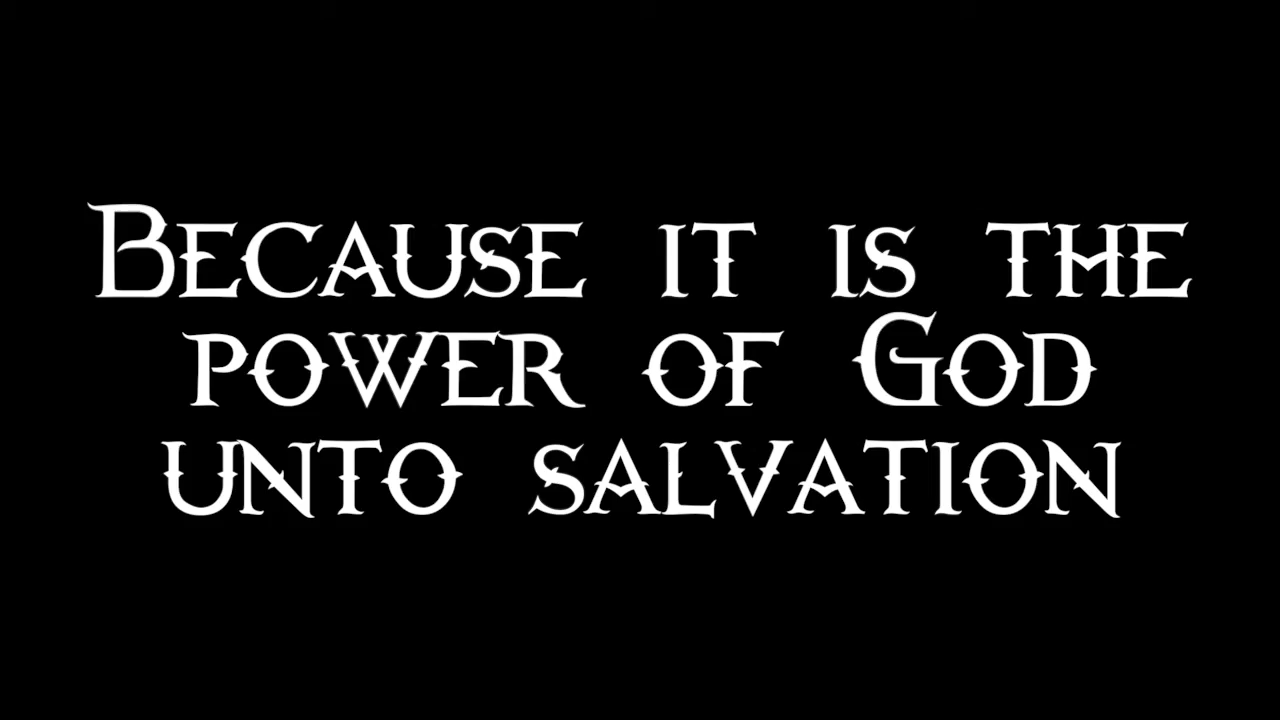 Because it is the
power of God
unto salvation